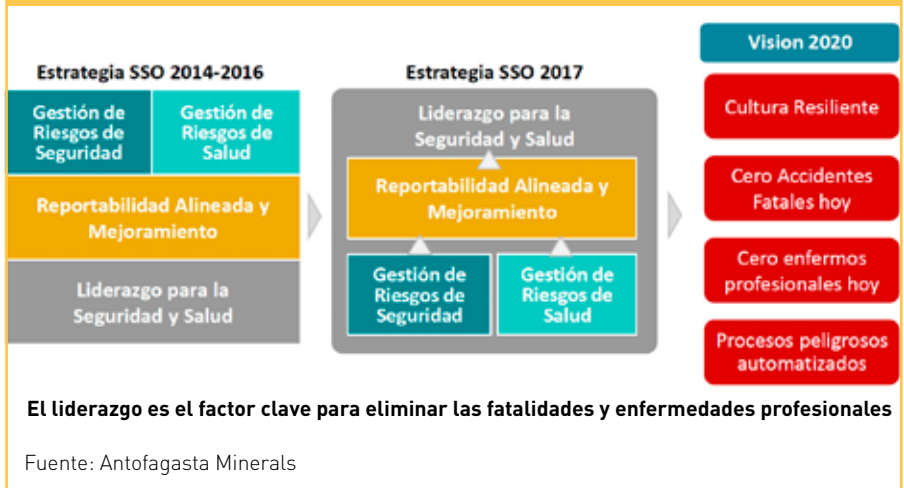 Estrategia SSO 2014-2016
Gestión de
Riesgos de
Seguridad
Gestión de
Riesgos de
Salud
Reportabilidad Alineada y
Mejoramiento
Liderazgo para la
Seguridad y Salud
Estrategia SSO 2017
Liderazgo para la
Seguridad y Salud
Reportabilidad Alineada y
Mejoramiento
Gestión de
Riesgos de
Seguridad
Gestión de
Riesgos de
Salud
Vision 2020
Cultura Resiliente
Cero Accidentes
Fatales hoy
Cero enfermos
profesionales hoy
Procesos peligrosos
automatizados
El liderazgo es el factor clave para eliminar las fatalidades y enfermedades profesionales
Fuente: Antofagasta Minerals